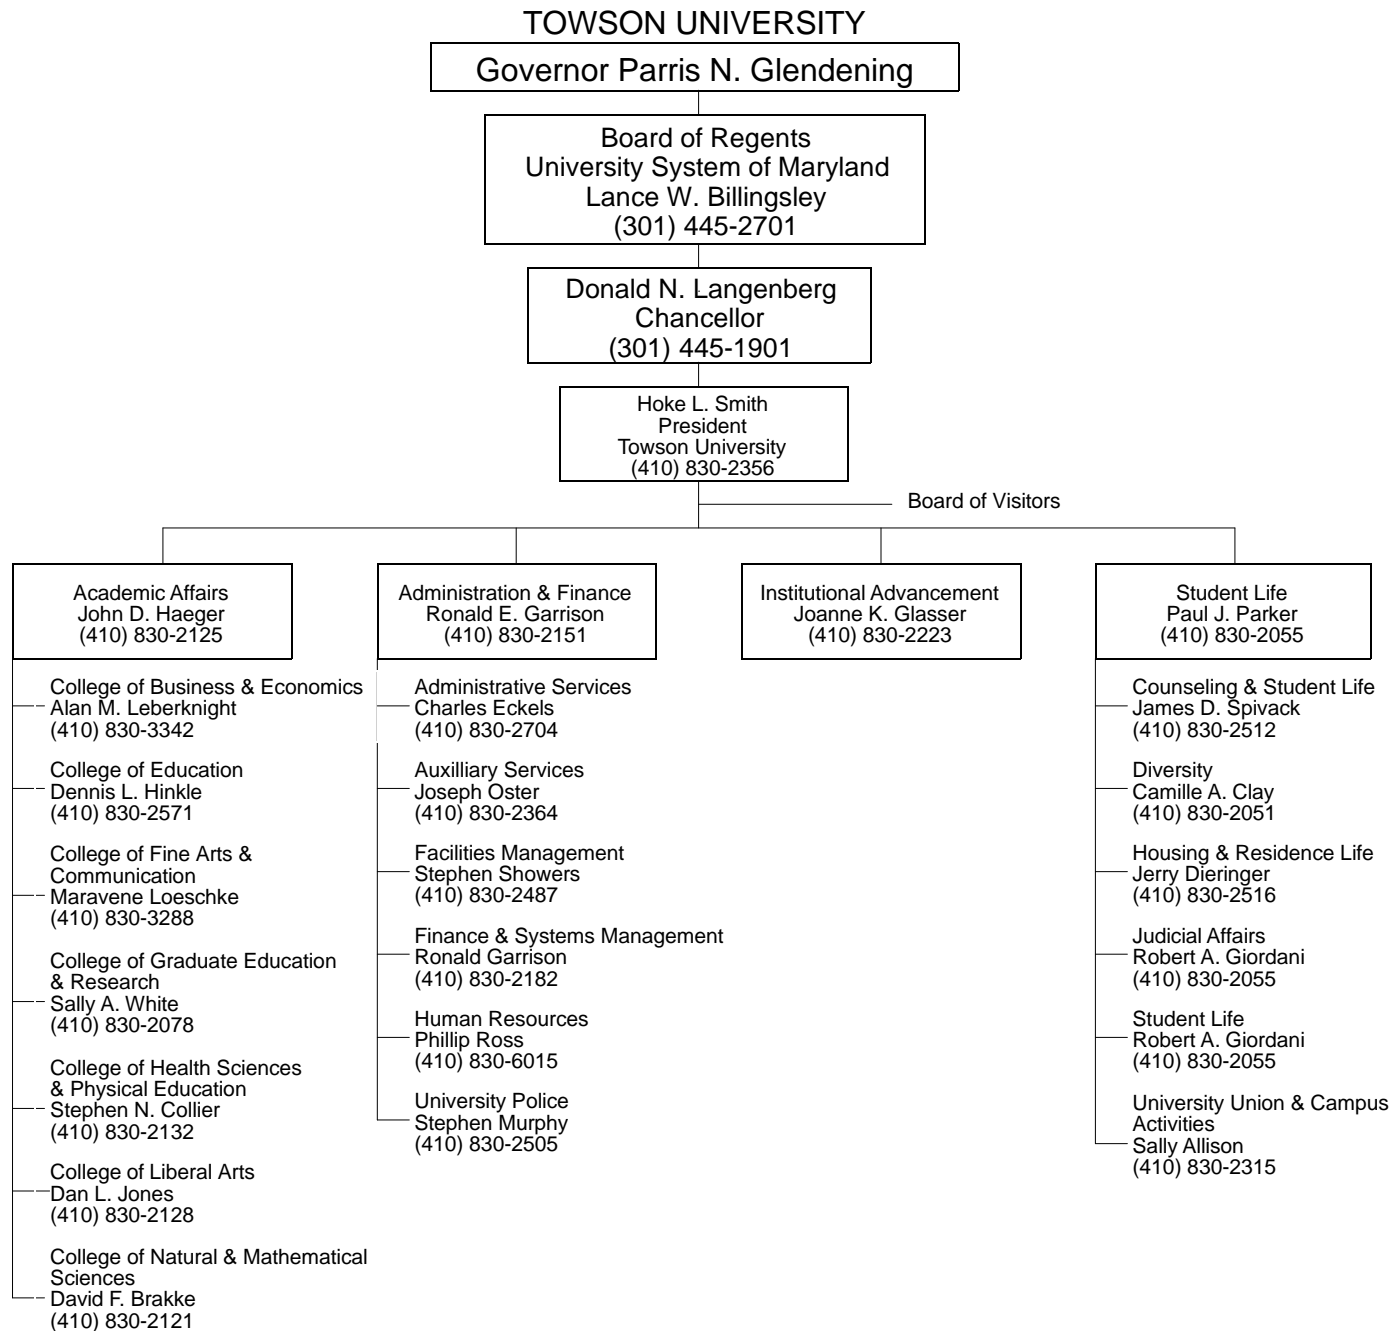 TOWSON UNIVERSITY
Governor Parris N. Glendening
Board of Regents
University System of Maryland
Lance W. Billingsley
(301) 445-2701
Donald N. Langenberg
Chancellor
(301) 445-1901
Hoke L. Smith
President
Towson University
(410) 830-2356
Board of Visitors
Academic Affairs
John D. Haeger
(410) 830-2125
College of Business & Economics
Alan M. Leberknight
(410) 830-3342
College of Education
Dennis L. Hinkle
(410) 830-2571
College of Fine Arts &
Communication
Maravene Loeschke
(410) 830-3288
College of Graduate Education
& Research
Sally A. White
(410) 830-2078
College of Health Sciences
& Physical Education
Stephen N. Collier
(410) 830-2132
College of Liberal Arts
Dan L. Jones
(410) 830-2128
College of Natural & Mathematical
Sciences
David F. Brakke
(410) 830-2121
Administration & Finance
Ronald E. Garrison
(410) 830-2151
Administrative Services
Charles Eckels
(410) 830-2704
Auxilliary Services
Joseph Oster
(410) 830-2364
Facilities Management
Stephen Showers
(410) 830-2487
Finance & Systems Management
Ronald Garrison
(410) 830-2182
Human Resources
Phillip Ross
(410) 830-6015
University Police
Stephen Murphy
(410) 830-2505
Institutional Advancement
Joanne K. Glasser
(410) 830-2223
Student Life
Paul J. Parker
(410) 830-2055
Counseling & Student Life
James D. Spivack
(410) 830-2512
Diversity
Camille A. Clay
(410) 830-2051
Housing & Residence Life
Jerry Dieringer
(410) 830-2516
Judicial Affairs
Robert A. Giordani
(410) 830-2055
Student Life
Robert A. Giordani
(410) 830-2055
University Union & Campus
Activities
Sally Allison
(410) 830-2315